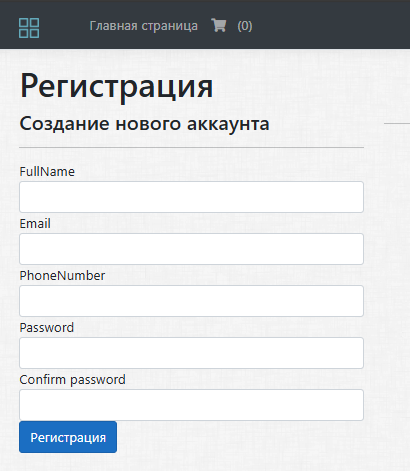 Главная страница (0)
Регистрация
Создание нового аккаунта
FullName
Email
PhoneNumber
Password
Confirm password
Регистрация